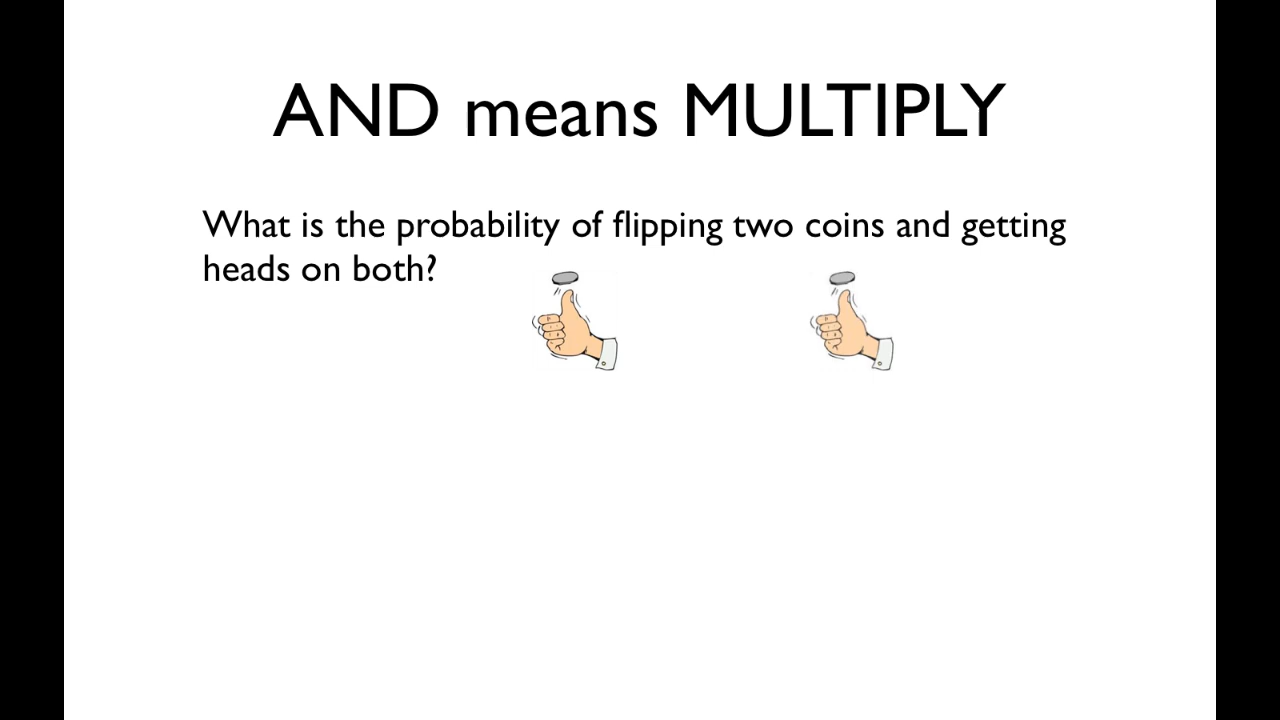 AND means MULTIPLY
What is the probability of flipping two coins and getting
heads on both?